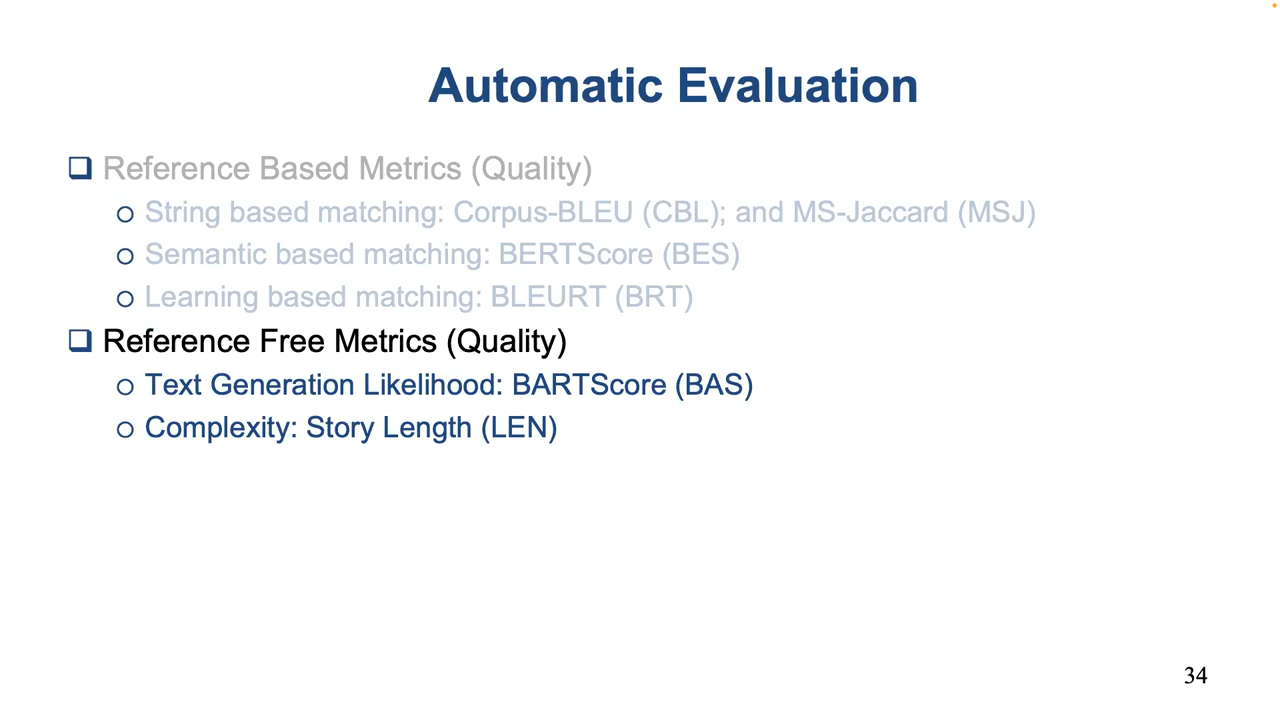 Automatic Evaluation
Reference Based Metrics (Quality)
String based matching: Corpus-BLEU (CBL); and MS-Jaccard (MSJ)
Semantic based matching: BERTScore (BES)
Learning based matching: BLEURT (BRT)
Reference Free Metrics (Quality)
Text Generation Likelihood: BARTScore (BAS)
Complexity: Story Length (LEN)
34